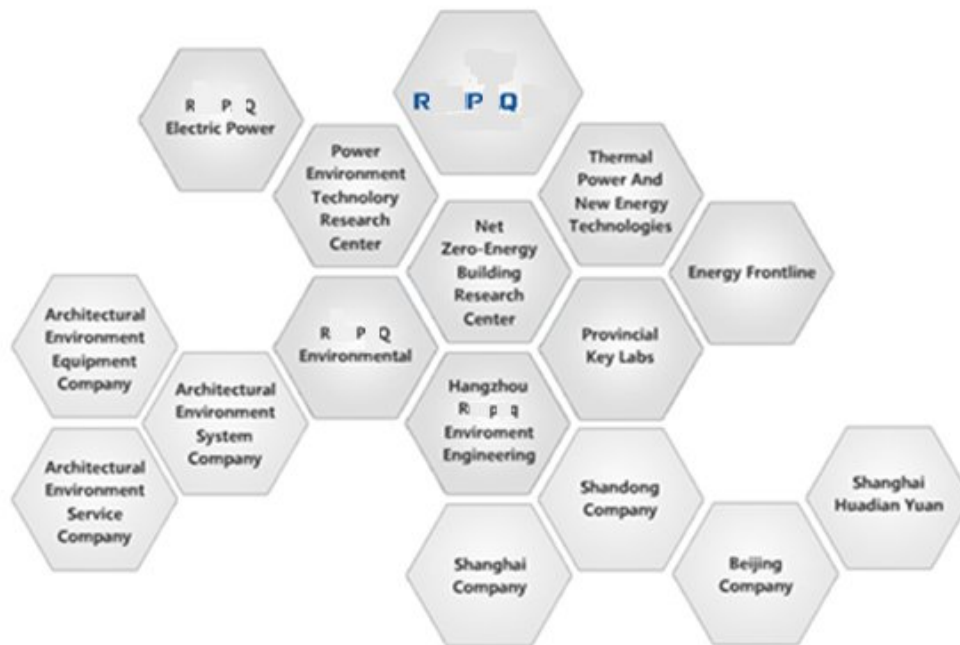 R P Q
R P Q
Electric Power
Power
Environment
Technolory
Research
Center
Thermal
Power And
New Energy
Technologies
Net
Zero-Energy
Building
Research
Center
Energy Frontline
Architectural
Environment
Equipment
Company
R P Q
Environmental
Provincial
Key Labs
Architectural
Environment
System
Company
Hangzhou
R p q
Enviroment
Engineering
Architectural
Environment
Service
Company
Shandong
Company
Shanghai
Huadian Yuan
Shanghai
Company
Beijing
Company